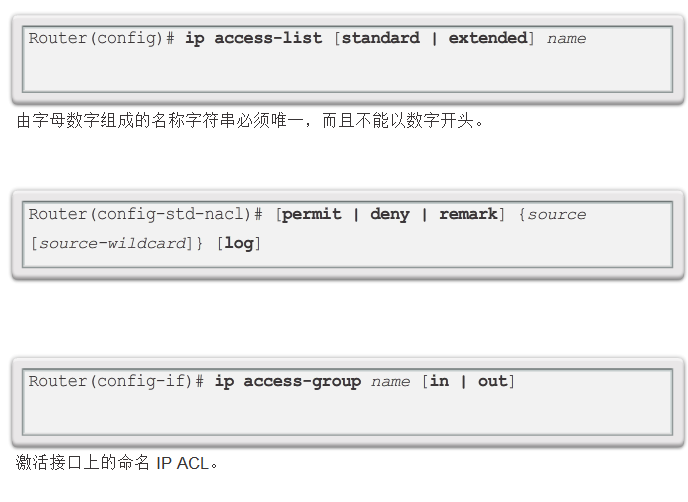 Router(config)# ip access-list [standard | extended] name
由字母数字组成的名称字符串必须唯一，而且不能以数字开头。
Router(config-std-nacl)# [permit | deny | remark] {source
[source-wildcard]} [log]
Router(config-if)# ip access-group name [in | out]
激活接口上的命名 IP ACL。